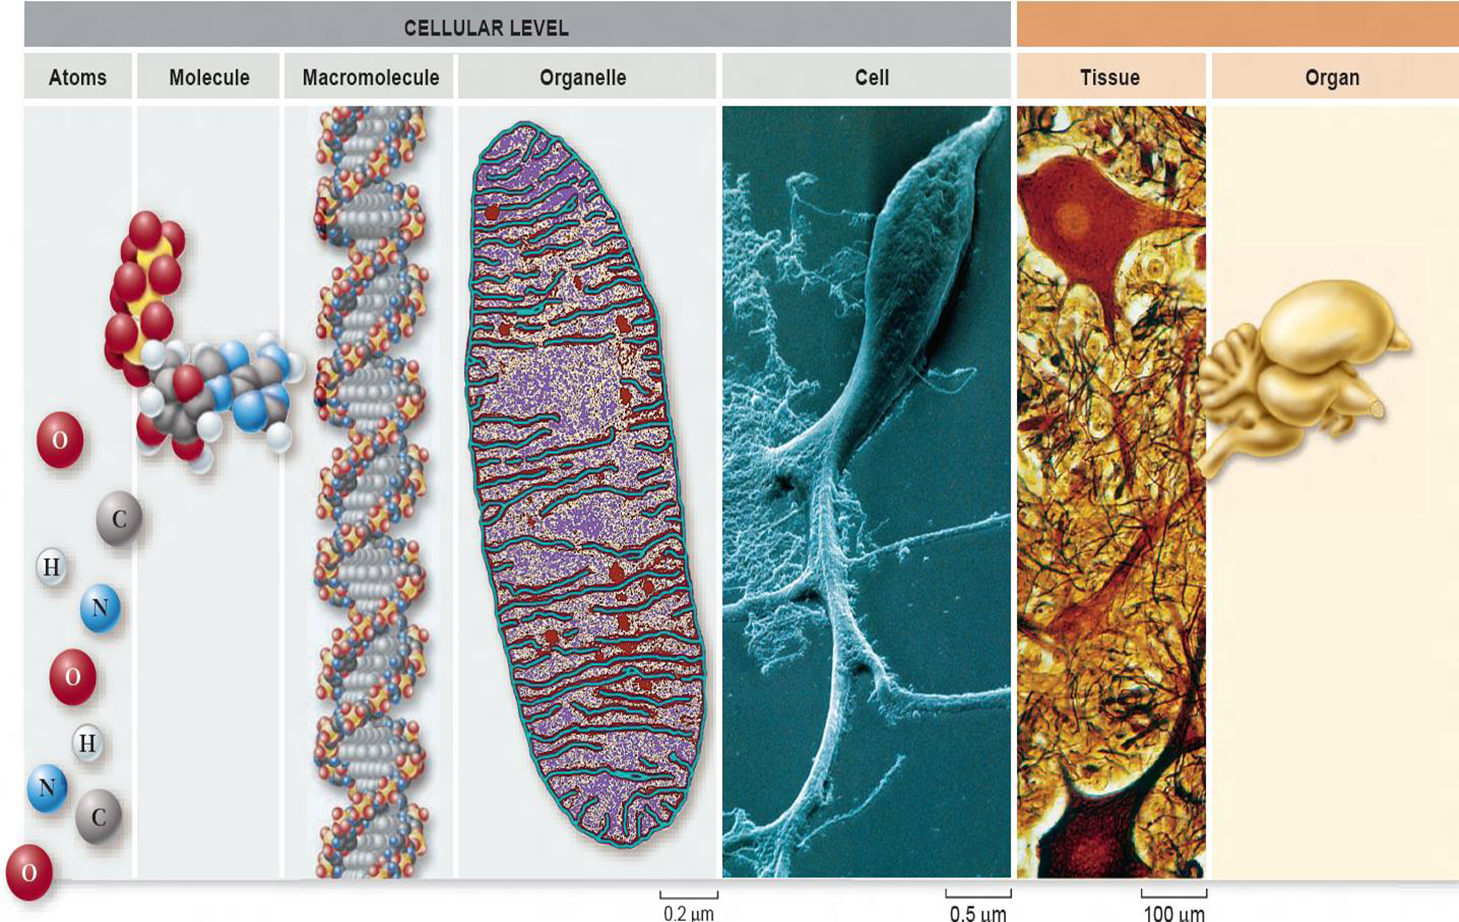 CELLULAR LEVEL
Atoms Molecule Macromolecule Organelle Cell Tissue Organ
O
C
H
N
O
H
N
C
O
0.2 µm 0.5 µm 100 µm